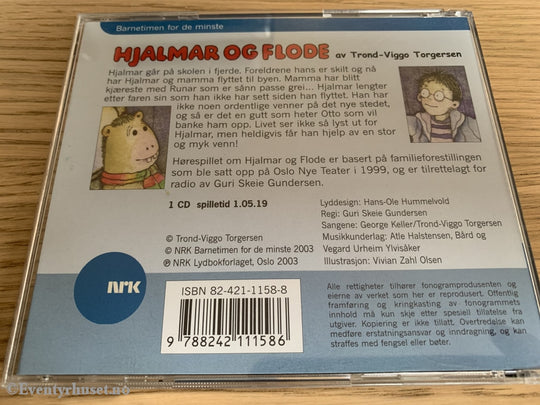 Barnetimen for de minste
HJALMAR OG FLODE av Trond-Viggo Torgersen
Hjalmar går på skolen i fjerde. Foreldrene hans er skilt og nå
har Hjalmar og mamma flyttet til byen. Mamma har blitt
kjæreste med Runar som er sånn passe grei... Hjalmar lengter
etter faren sin som han ikke har sett siden han flyttet. Han har
ikke noen ordentlige venner på det nye stedet,
og så er det en gutt som heter Otto som vil
banke ham opp. Livet ser ikke så lyst ut for
Hjalmar, men heldigvis får han hjelp av en stor
og myk venn!
Hørespillet om Hjalmar og Flode er basert på familieforestillingen
som ble satt opp på Oslo Nye Teater i 1999, og er tilrettelagt for
radio av Guri Skeie Gundersen.
1 CD spilletid 1.05.19
Lyddesign: Hans-Ole Hummelvold
Regi: Guri Skeie Gundersen
Sangene: George Keller/Trond-Viggo Torgersen
Musikkunderlag: Atle Halstensen, Bård og
Vegard Urheim Ylvisåker
Illustrasjon: Vivian Zahl Olsen
© Trond-Viggo Torgersen
© NRK Barnetimen for de minste 2003
℗ NRK Lydbokforlaget, Oslo 2003
NRK
ISBN 82-421-1158-8
9 788242 111586
Alle rettigheter tilhører fonogramprodusenten og
eierne av verket som her er reprodusert. Offentlig
fremføring og kringkasting av fonogrammets
innhold må kun skje etter spesiell tillatelse fra
utgiver. Kopiering er ikke tillatt. Overtredelse kan
medføre erstatningsansvar og inndragning, og kan
straffes med fengsel eller bøter.
©Eventyrhuset.no